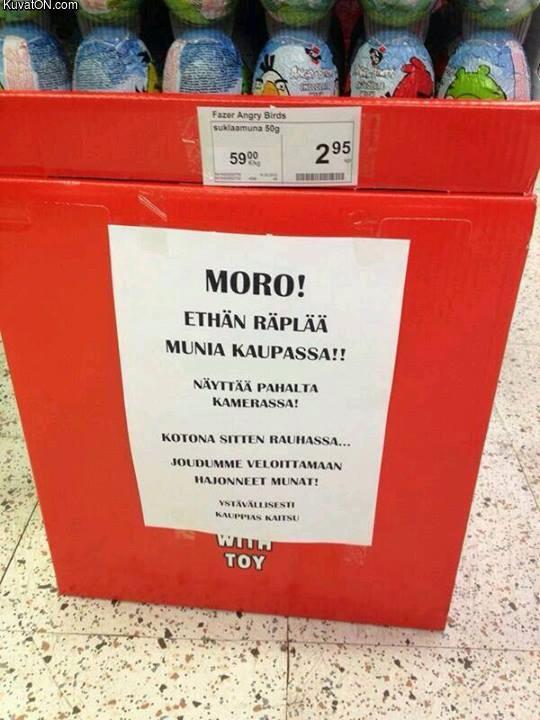 KuvatON.com
Fazer Angry Birds
suklaamuna 50g
59 00 €/kg
2 95
MORO!
ETHÄN RÄPLÄÄ
MUNIA KAUPASSA!!
NÄYTTÄÄ PAHALTA
KAMERASSA!
KOTONA SITTEN RAUHASSA...
JOUDUMME VELOITTAMAAN
HAJONNEET MUNAT!
YSTÄVÄLLISESTI
KAUPPIAS KAITSU
WITH
TOY